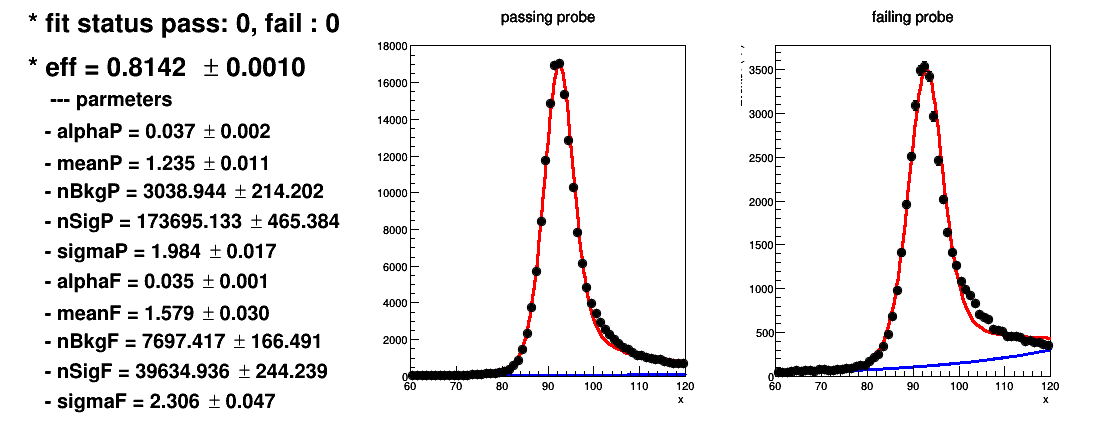 * fit status pass: 0, fail : 0
* eff = 0.8142 ± 0.0010
--- parmeters
- alphaP = 0.037 ± 0.002
- meanP = 1.235 ± 0.011
- nBkgP = 3038.944 ± 214.202
- nSigP = 173695.133 ± 465.384
- sigmaP = 1.984 ± 0.017
- alphaF = 0.035 ± 0.001
- meanF = 1.579 ± 0.030
- nBkgF = 7697.417 ± 166.491
- nSigF = 39634.936 ± 244.239
- sigmaF = 2.306 ± 0.047
passing probe
18000
16000
14000
12000
10000
8000
6000
4000
2000
0
60 70 80 90 100 110 120
x
failing probe
3500
3000
2500
2000
1500
1000
500
0
60 70 80 90 100 110 120
x